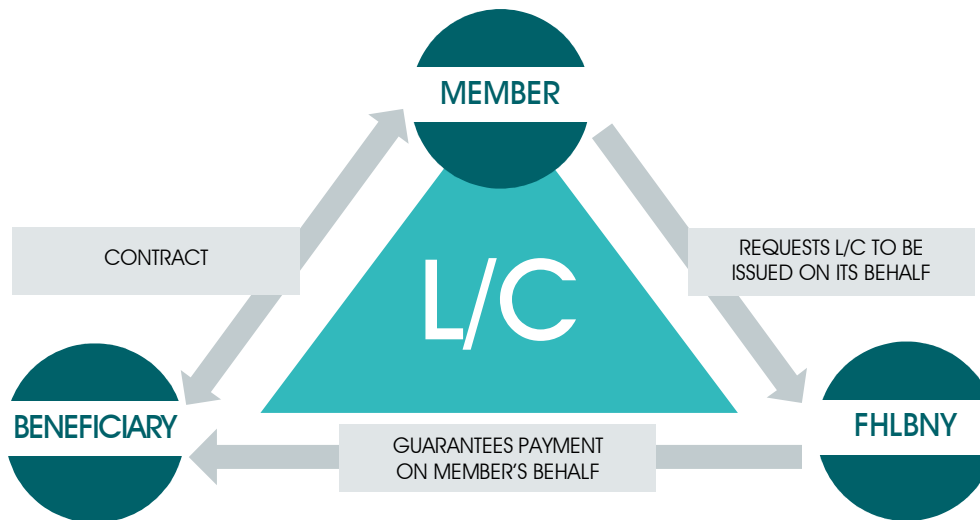 MEMBER
CONTRACT
REQUESTS L/C TO BE
ISSUED ON ITS BEHALF
L/C
BENEFICIARY
FHLBNY
GUARANTEES PAYMENT
ON MEMBER'S BEHALF